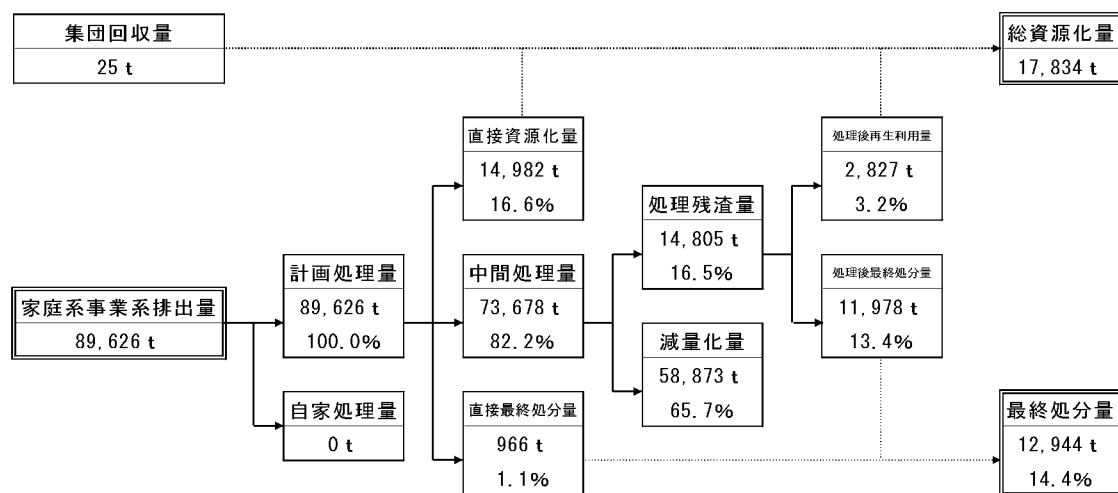 集団回収量
25 t
総資源化量
17,834 t
直接資源化量
14,982 t
16.6%
処理後再生利用量
2,827 t
3.2%
処理残渣量
14,805 t
16.5%
計画処理量
89,626 t
100.0%
中間処理量
73,678 t
82.2%
処理後最終処分量
11,978 t
13.4%
家庭系事業系排出量
89,626 t
減量化量
58,873 t
65.7%
自家処理量
0 t
直接最終処分量
966 t
1.1%
最終処分量
12,944 t
14.4%